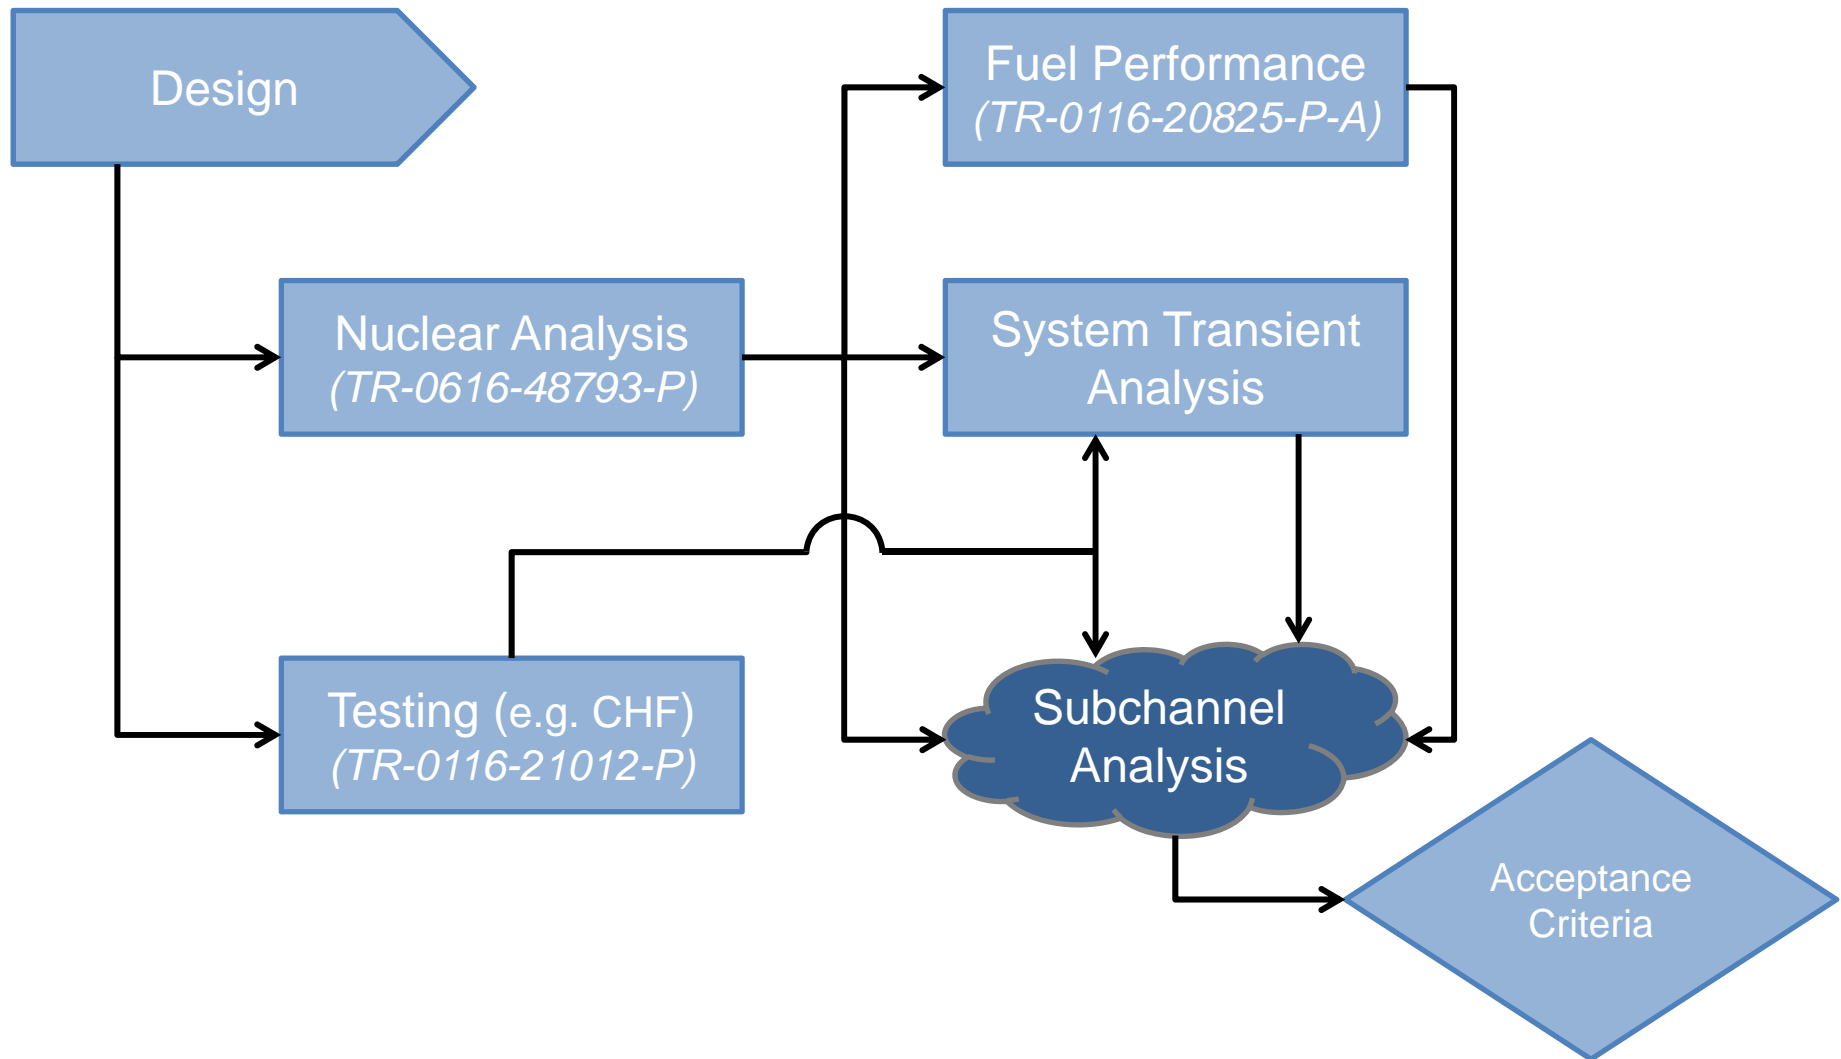 Design
Fuel Performance
(TR-0116-20825-P-A)
Nuclear Analysis
(TR-0616-48793-P)
System Transient
Analysis
Testing (e.g. CHF)
(TR-0116-21012-P)
Subchannel
Analysis
Acceptance
Criteria